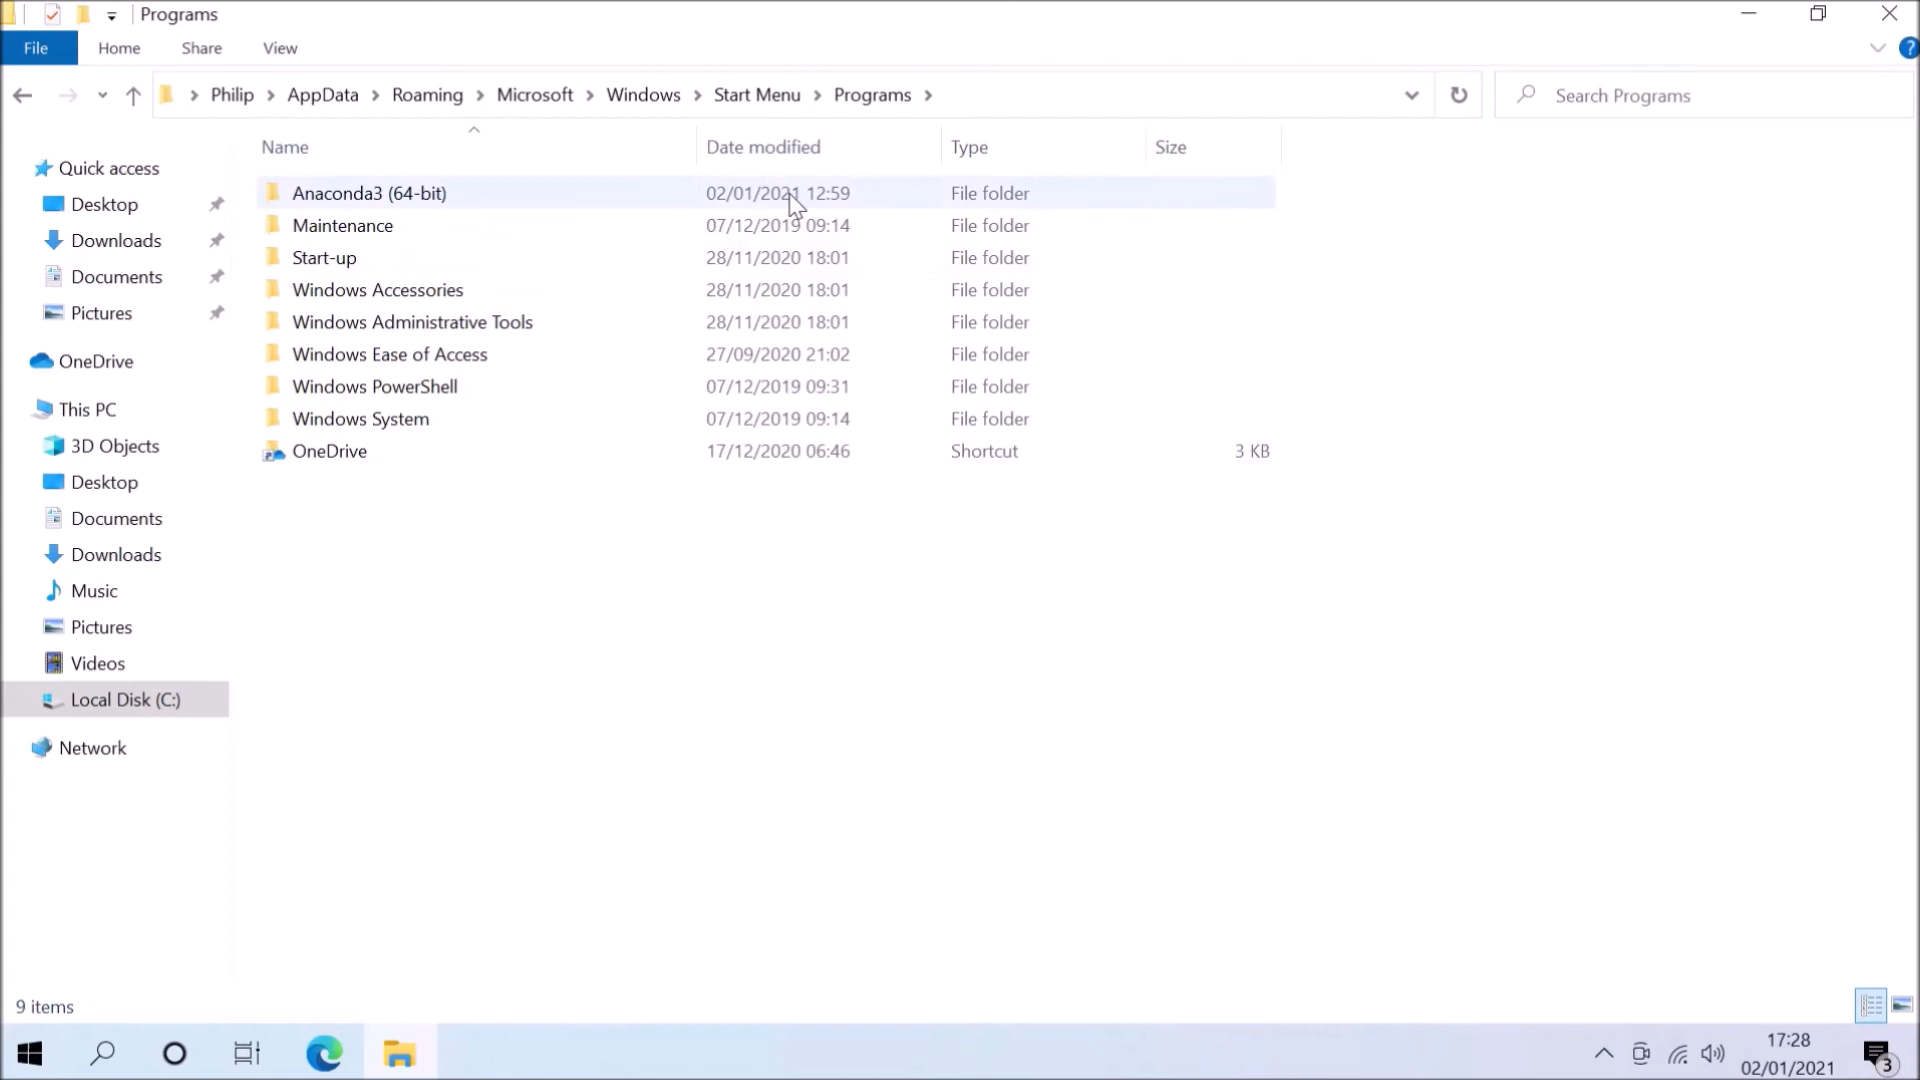 Programs
File Home Share View
Philip AppData Roaming Microsoft Windows Start Menu Programs
Search Programs
Name Date modified Type Size
Quick access
Desktop
Downloads
Documents
Pictures
OneDrive
This PC
3D Objects
Desktop
Documents
Downloads
Music
Pictures
Videos
Local Disk (C:)
Network
Anaconda3 (64-bit) 02/01/2021 12:59 File folder
Maintenance 07/12/2019 09:14 File folder
Start-up 28/11/2020 18:01 File folder
Windows Accessories 28/11/2020 18:01 File folder
Windows Administrative Tools 28/11/2020 18:01 File folder
Windows Ease of Access 27/09/2020 21:02 File folder
Windows PowerShell 07/12/2019 09:31 File folder
Windows System 07/12/2019 09:14 File folder
OneDrive 17/12/2020 06:46 Shortcut 3 KB
9 items
17:28
02/01/2021
3